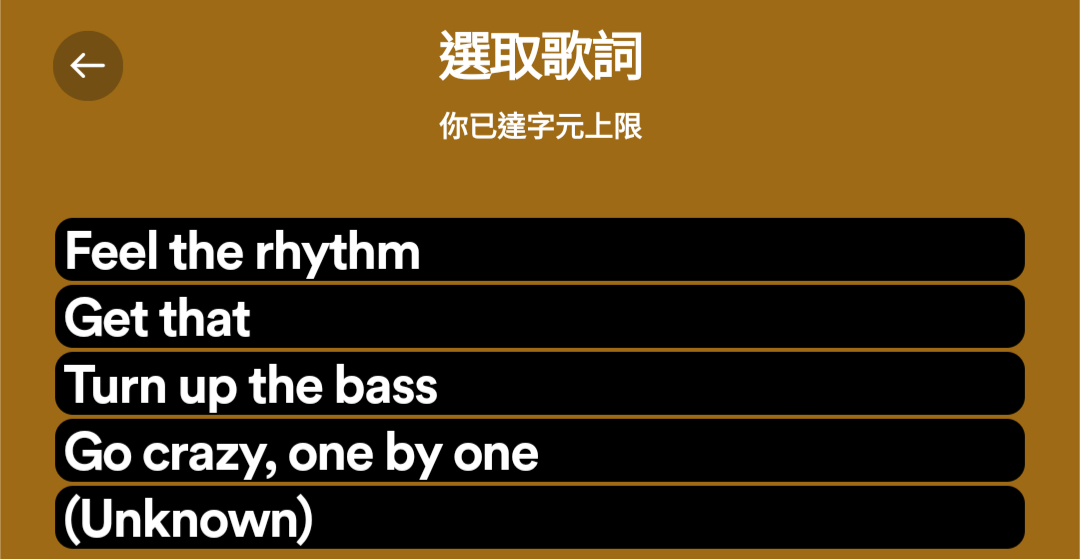 選取歌詞
你已達字元上限
Feel the rhythm
Get that
Turn up the bass
Go crazy, one by one
(Unknown)